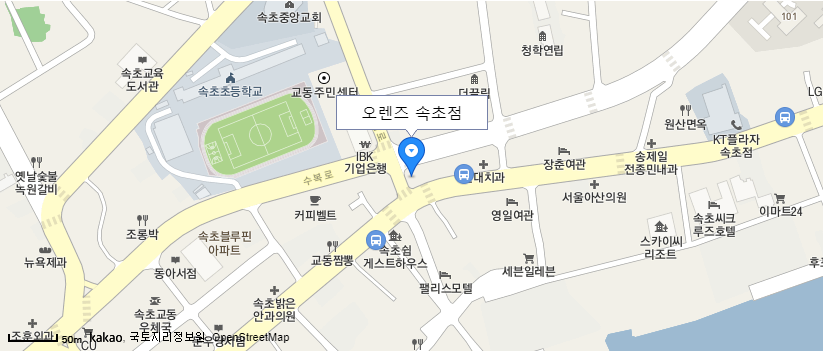 속초중앙교회
101
청학연립
속초교육
도서관
속초초등학교
교동주민센터
더끌림
LG
오렌즈 속초점
원산면옥
KT플라자
속초점
IBK
기업은행
수복로
옛날숯불
녹원갈비
대치과
장춘여관
송제일
전종민내과
서울아산의원
커피벨트
영일여관
이마트24
속초씨크
루즈호텔
조롱박
속초블루핀
아파트
스카이씨
리조트
뉴욕제과
동아서점
교동짬뽕
속초쉼
게스트하우스
세븐일레븐
팰리스모텔
속초교동
우체국
속초밝은
안과의원
조훈외과
CU
50m
kakao
국토지리정보원, OpenStreetMap